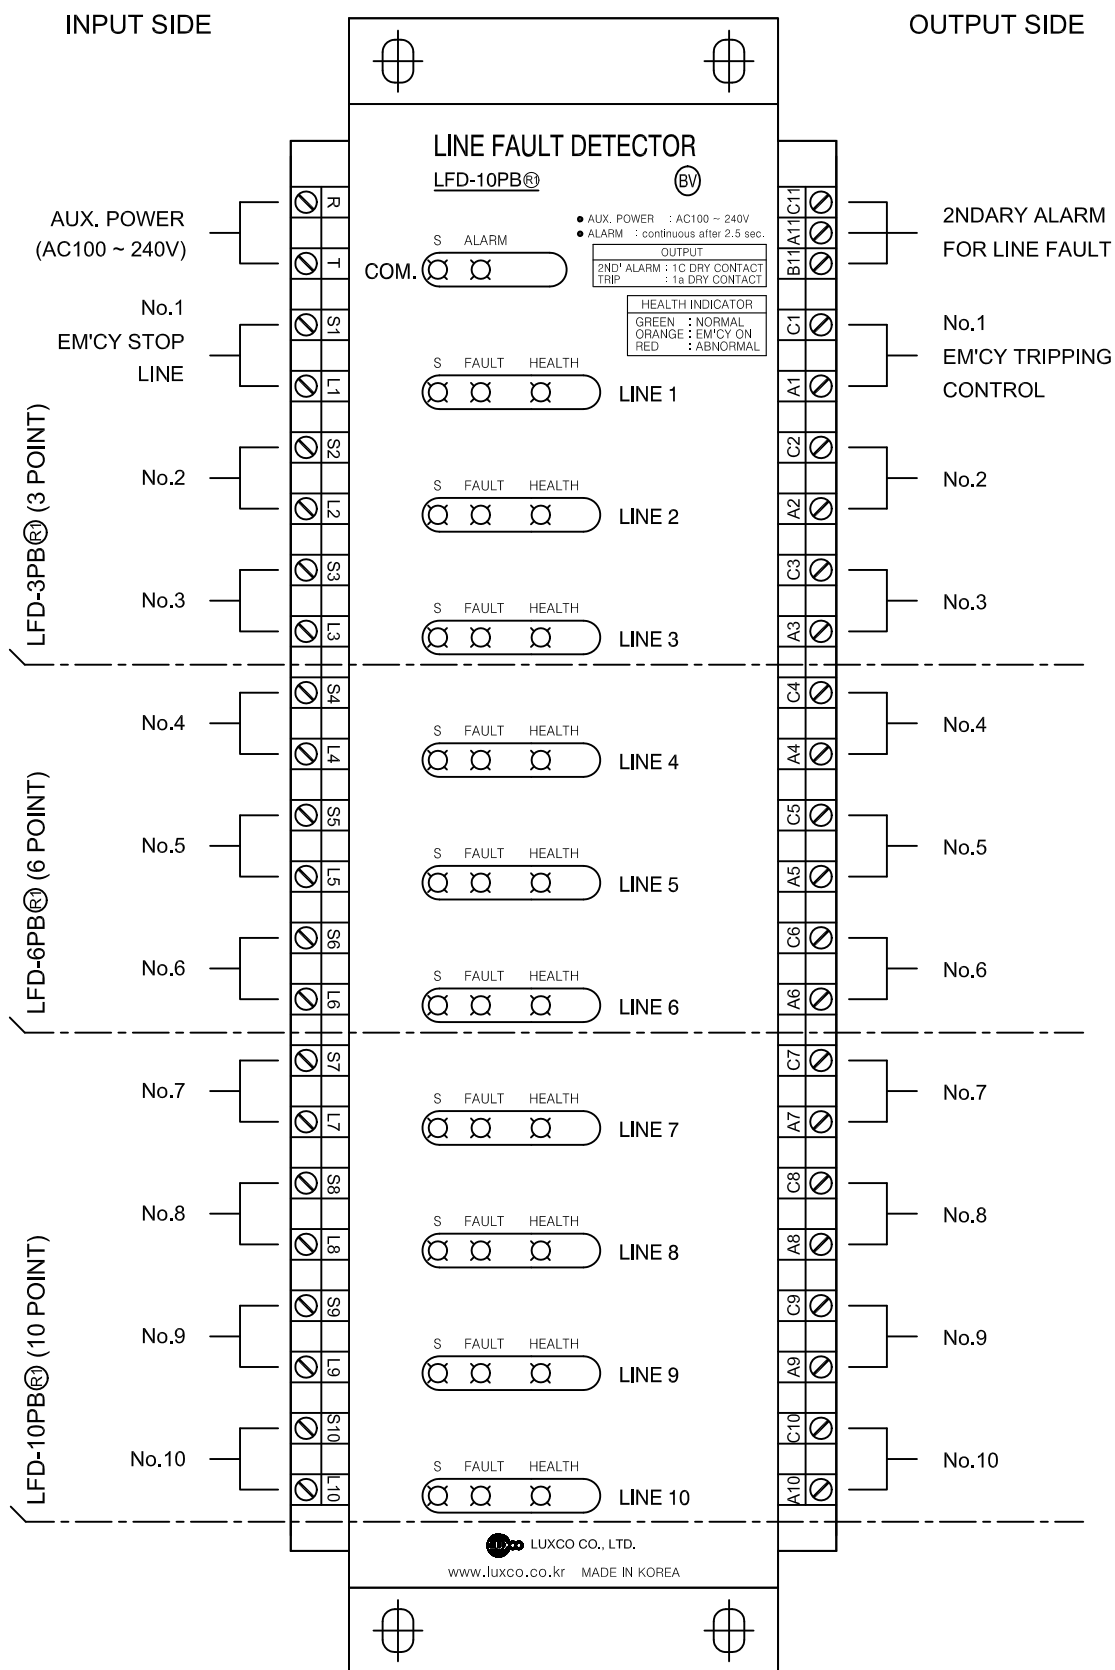 INPUT SIDE
OUTPUT SIDE
LINE FAULT DETECTOR
LFD-10PB Ⓡ1
BV
● AUX. POWER : AC100 ~ 240V
● ALARM : continuous after 2.5 sec.
OUTPUT
2ND' ALARM : 1C DRY CONTACT
TRIP : 1a DRY CONTACT
HEALTH INDICATOR
GREEN : NORMAL
ORANGE : EM'CY ON
RED : ABNORMAL
S ALARM
COM.
S FAULT HEALTH
LINE 1
S FAULT HEALTH
LINE 2
S FAULT HEALTH
LINE 3
S FAULT HEALTH
LINE 4
S FAULT HEALTH
LINE 5
S FAULT HEALTH
LINE 6
S FAULT HEALTH
LINE 7
S FAULT HEALTH
LINE 8
S FAULT HEALTH
LINE 9
S FAULT HEALTH
LINE 10
LUXCO CO., LTD.
www.luxco.co.kr MADE IN KOREA
AUX. POWER
(AC100 ~ 240V)
No.1
EM'CY STOP
LINE
No.2
No.3
No.4
No.5
No.6
No.7
No.8
No.9
No.10
LFD-3PB R1 (3 POINT)
LFD-6PB R1 (6 POINT)
LFD-10PB R1 (10 POINT)
R
T
S1
L1
S2
L2
S3
L3
S4
L4
S5
L5
S6
L6
S7
L7
S8
L8
S9
L9
S10
L10
C11
A11
B11
C1
A1
C2
A2
C3
A3
C4
A4
C5
A5
C6
A6
C7
A7
C8
A8
C9
A9
C10
A10
2NDARY ALARM
FOR LINE FAULT
No.1
EM'CY TRIPPING
CONTROL
No.2
No.3
No.4
No.5
No.6
No.7
No.8
No.9
No.10